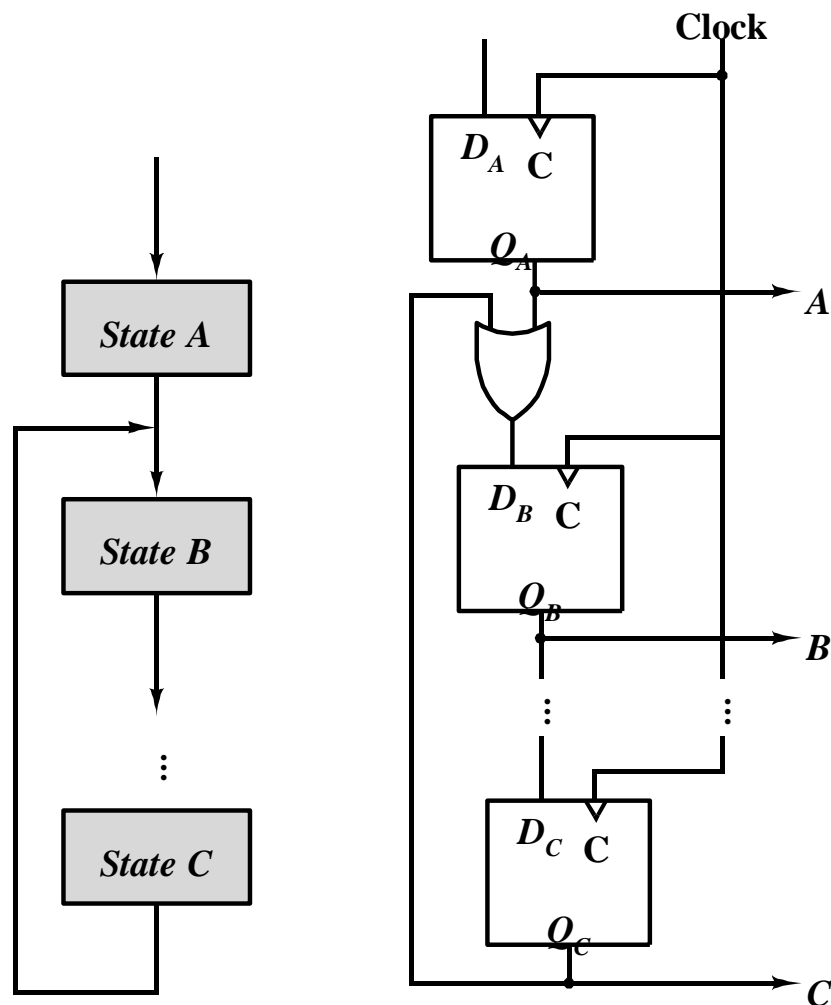 Clock
D_A C
Q_A
A
State A
D_B C
State B
Q_B
B
...
...
...
D_C C
State C
Q_C
C